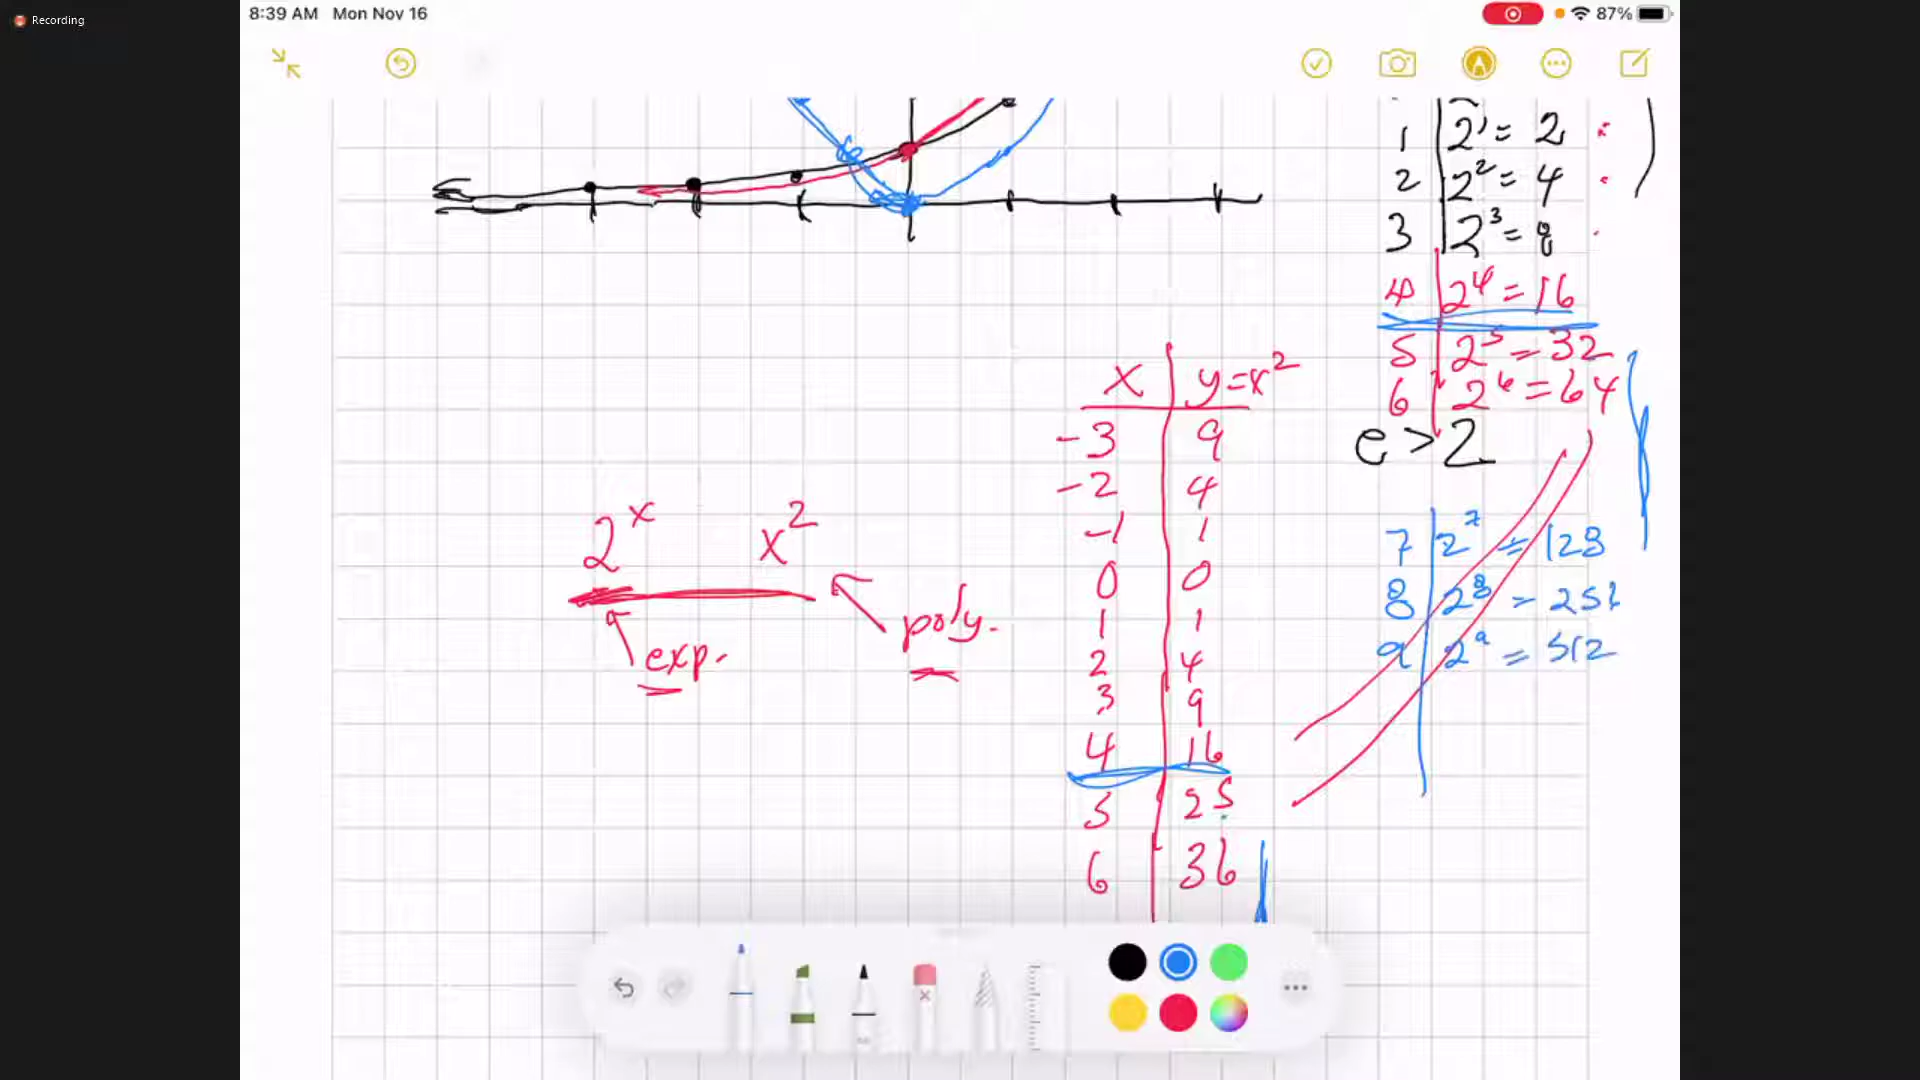 Recording
8:39 AM Mon Nov 16
87%
1 | 2¹ = 2
2 | 2² = 4
3 | 2³ = 8
4 | 2⁴ = 16
5 | 2⁵ = 32
6 | 2⁶ = 64
e > 2
7 | 2⁷ = 128
8 | 2⁸ = 256
9 | 2⁹ = 512
x | y = x²
-3 | 9
-2 | 4
-1 | 1
0 | 0
1 | 1
2 | 4
3 | 9
4 | 16
5 | 25
6 | 36
2ˣ x²
exp.
poly.